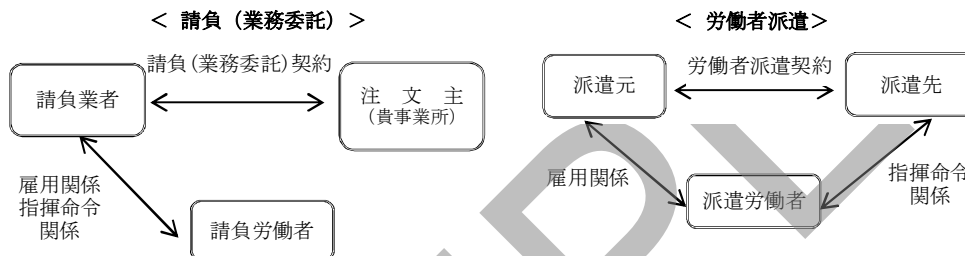 < 請負（業務委託）>
請負(業務委託)契約
請負業者
注　文　主
(貴事業所)
雇用関係
指揮命令
関係
請負労働者
< 労働者派遣>
労働者派遣契約
派遣元
派遣先
雇用関係
指揮命令
関係
派遣労働者